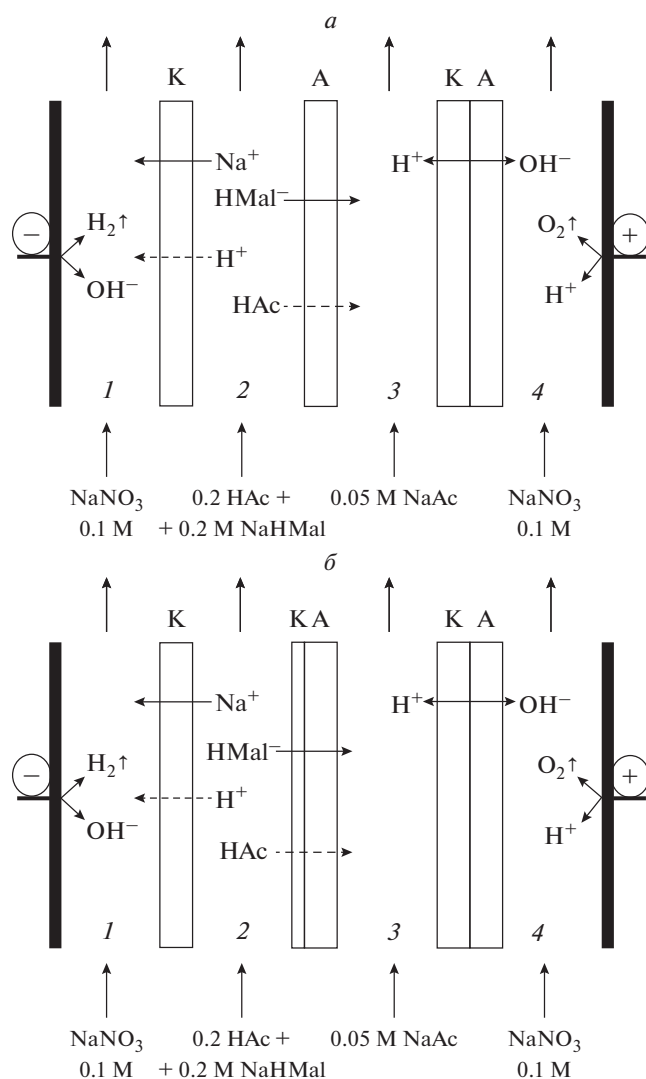 а
K A K A
Na⁺ H⁺ OH⁻
HMal⁻
− H₂↑ O₂↑ +
H⁺
OH⁻ HAc H⁺
1 2 3 4
NaNO₃ 0.2 HAc + 0.05 M NaAc NaNO₃
0.1 M + 0.2 M NaHMal 0.1 M
б
K K A K A
Na⁺ H⁺ OH⁻
HMal⁻
− H₂↑ O₂↑ +
H⁺
OH⁻ HAc H⁺
1 2 3 4
NaNO₃ 0.2 HAc + 0.05 M NaAc NaNO₃
0.1 M + 0.2 M NaHMal 0.1 M